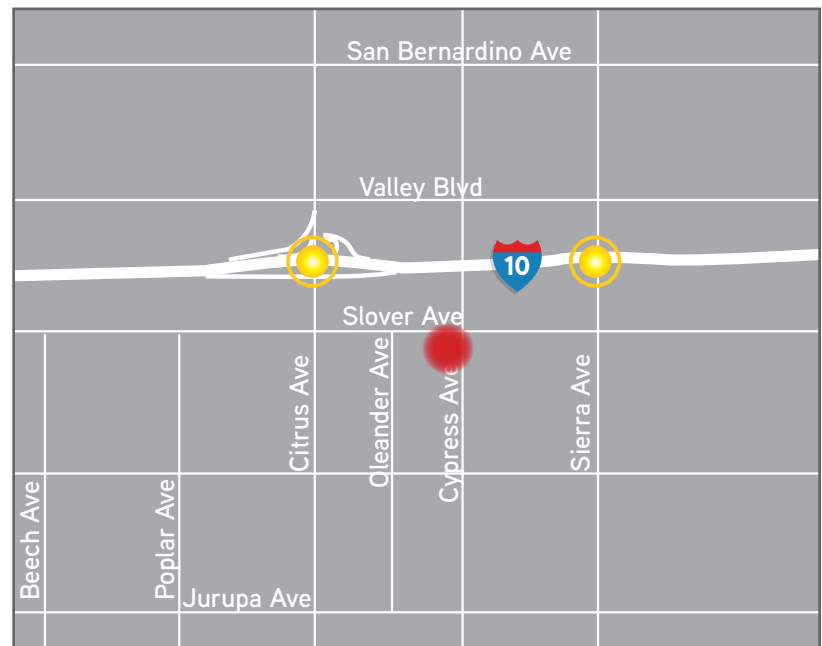 San Bernardino Ave
Valley Blvd
10
Slover Ave
Citrus Ave
Oleander Ave
Cypress Ave
Sierra Ave
Beech Ave
Poplar Ave
Jurupa Ave